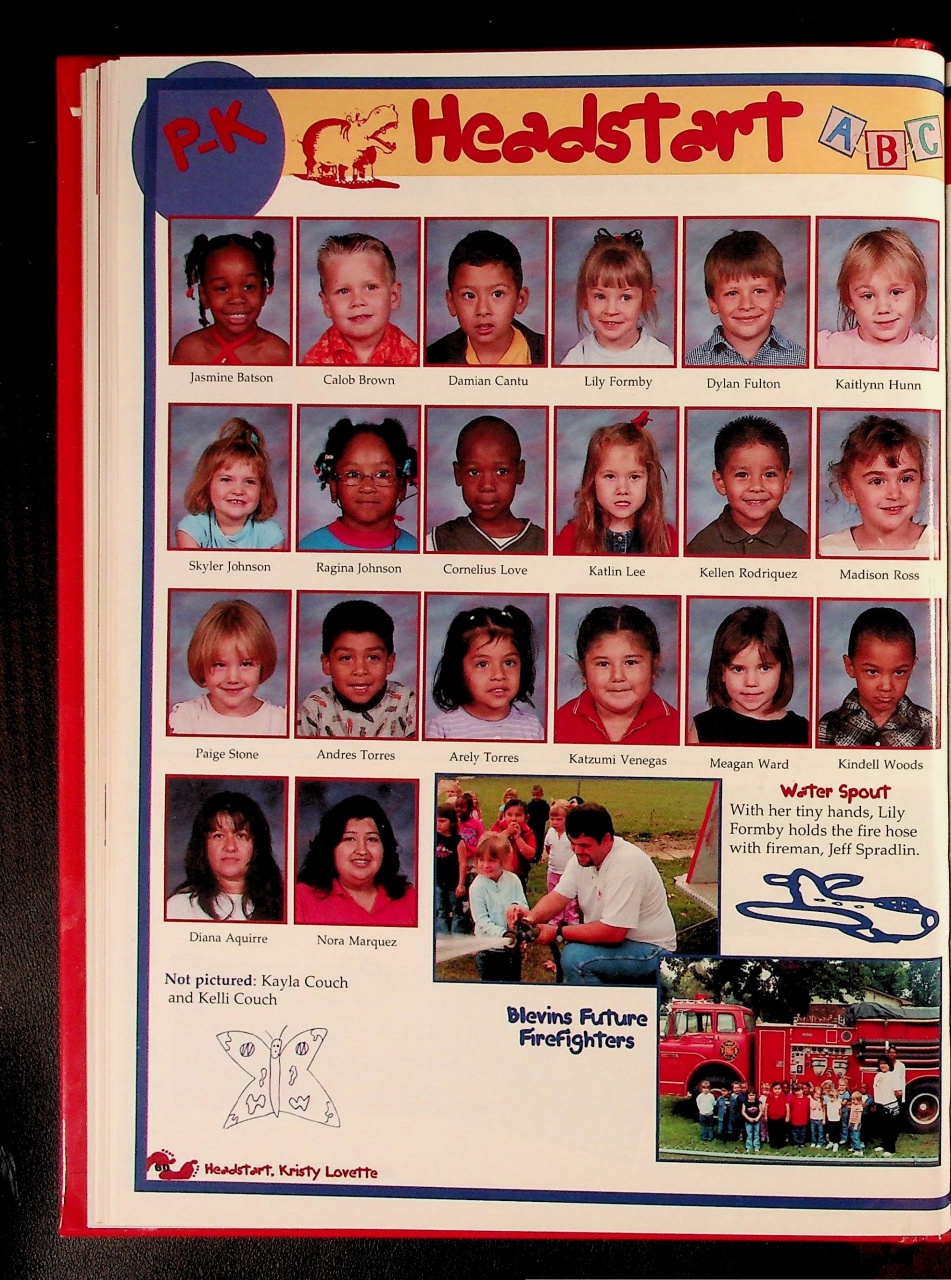 P-K
Headstart
A B C
Jasmine Batson
Calob Brown
Damian Cantu
Lily Formby
Dylan Fulton
Kaitlynn Hunn
Skyler Johnson
Ragina Johnson
Cornelius Love
Katlin Lee
Kellen Rodriquez
Madison Ross
Paige Stone
Andres Torres
Arely Torres
Katzumi Venegas
Meagan Ward
Kindell Woods
Diana Aquirre
Nora Marquez
Water Spout
With her tiny hands, Lily
Formby holds the fire hose
with fireman, Jeff Spradlin.
Not pictured: Kayla Couch
and Kelli Couch
Blevins Future
Firefighters
60 Headstart, Kristy Lovette